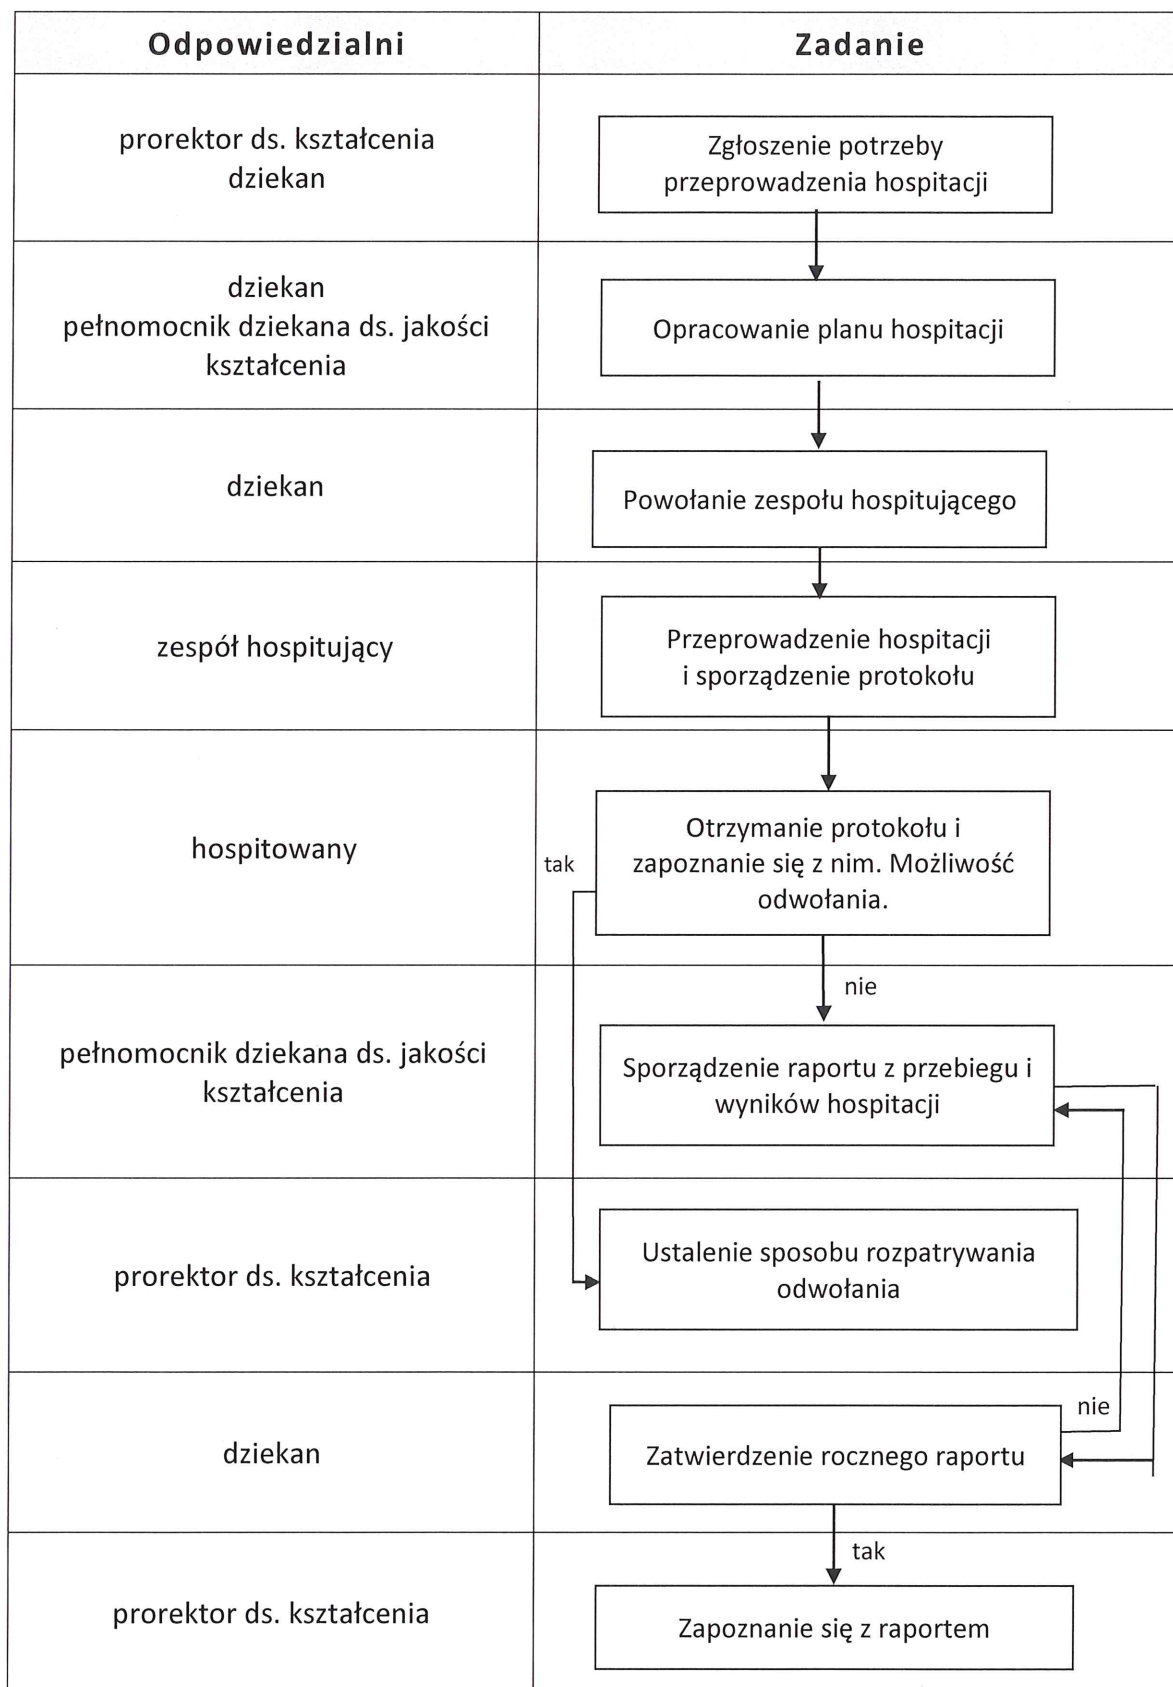 Odpowiedzialni
Zadanie
prorektor ds. kształcenia
dziekan
Zgłoszenie potrzeby
przeprowadzenia hospitacji
dziekan
pełnomocnik dziekana ds. jakości
kształcenia
Opracowanie planu hospitacji
dziekan
Powołanie zespołu hospitującego
zespół hospitujący
Przeprowadzenie hospitacji
i sporządzenie protokołu
hospitowany
Otrzymanie protokołu i
zapoznanie się z nim. Możliwość
odwołania.
tak
nie
pełnomocnik dziekana ds. jakości
kształcenia
Sporządzenie raportu z przebiegu i
wyników hospitacji
prorektor ds. kształcenia
Ustalenie sposobu rozpatrywania
odwołania
dziekan
Zatwierdzenie rocznego raportu
nie
tak
prorektor ds. kształcenia
Zapoznanie się z raportem